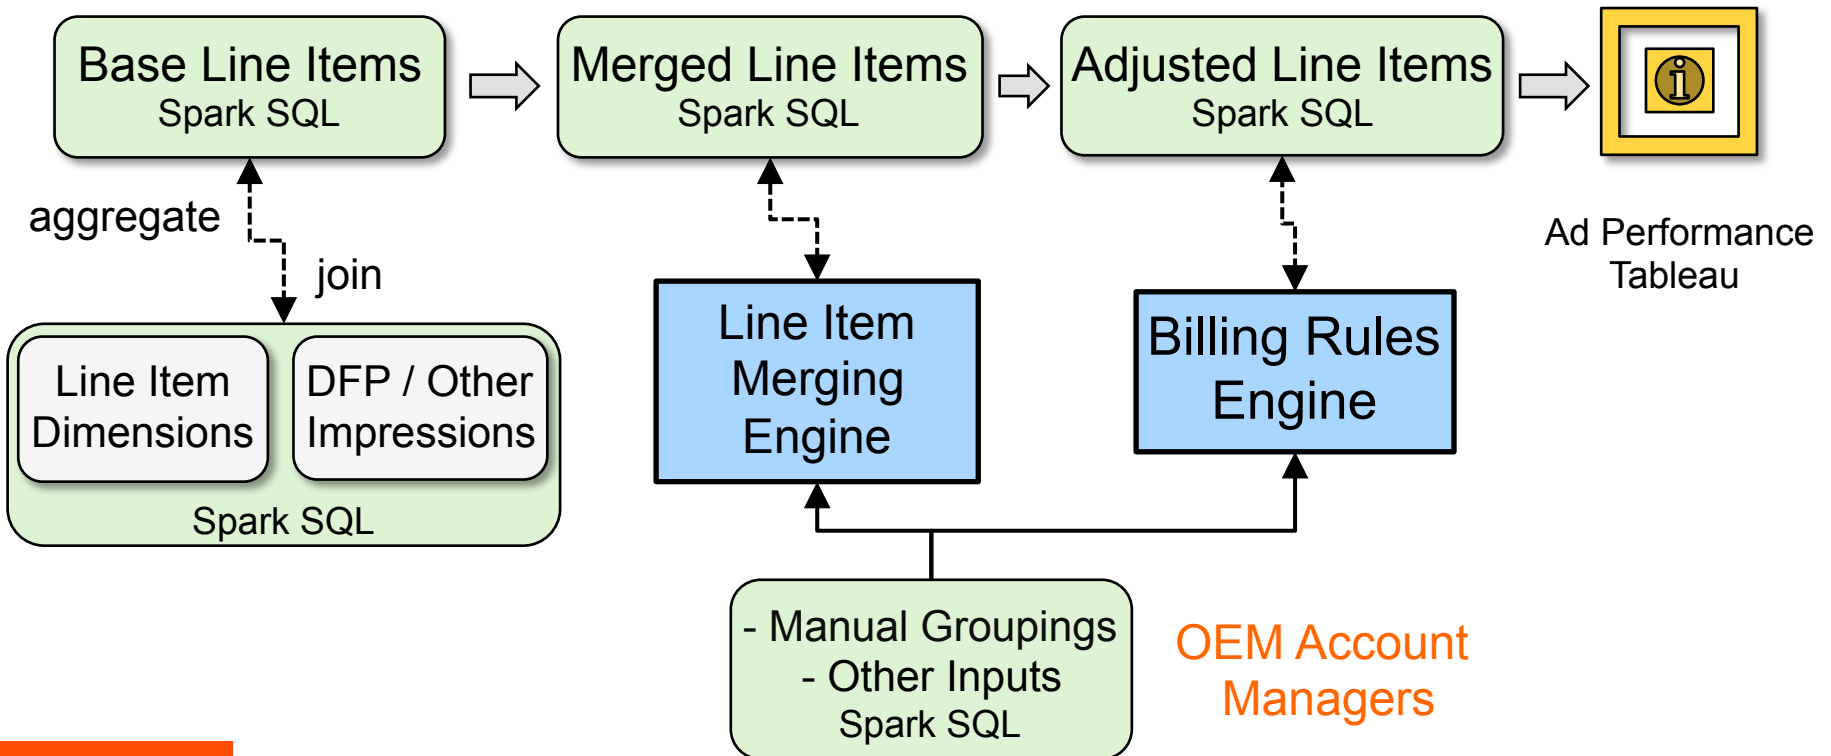 Base Line Items
Spark SQL
Merged Line Items
Spark SQL
Adjusted Line Items
Spark SQL
aggregate
join
Ad Performance
Tableau
Line Item
Dimensions
DFP / Other
Impressions
Spark SQL
Line Item
Merging
Engine
Billing Rules
Engine
- Manual Groupings
- Other Inputs
Spark SQL
OEM Account
Managers